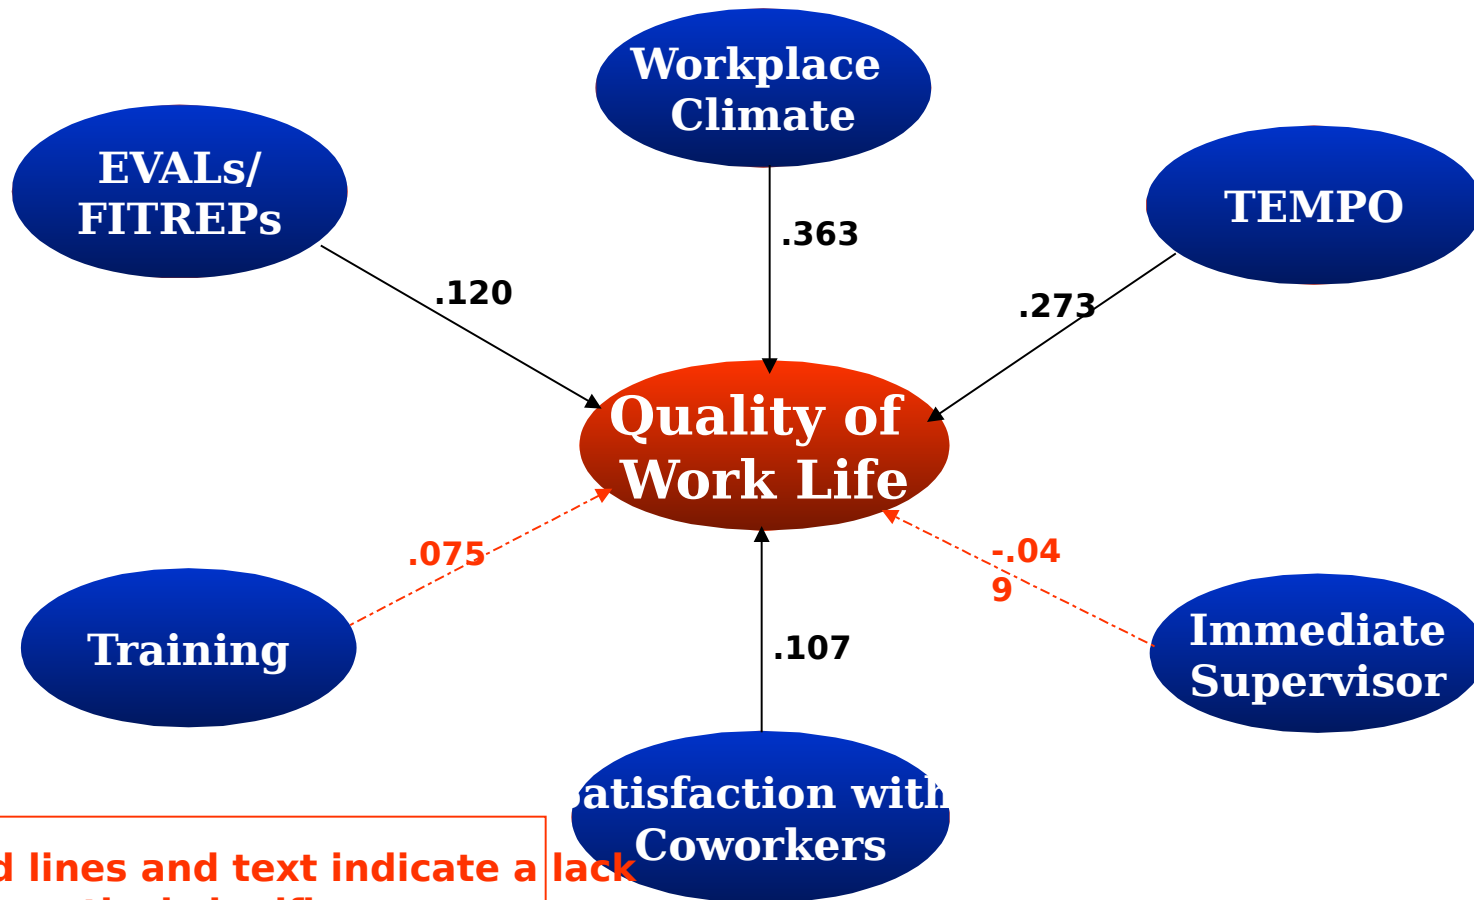 Workplace
Climate
EVALs/
FITREPs
TEMPO
.363
.120
.273
Quality of
Work Life
.075
-.04
9
Training
.107
Immediate
Supervisor
atisfaction with
Coworkers
lines and text indicate a lack